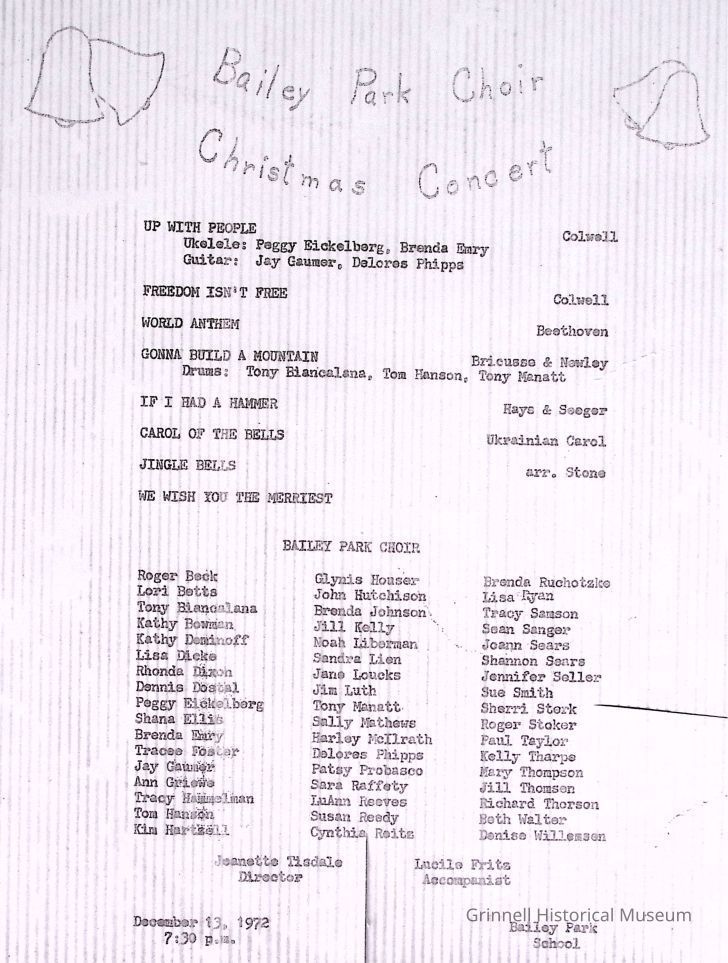 Bailey Park Choir
Christmas Concert
UP WITH PEOPLE Colwell
Ukelele: Peggy Eickelberg, Brenda Emry
Guitar: Jay Gaumer, Delores Phipps
FREEDOM ISN'T FREE Colwell
WORLD ANTHEM Beethoven
GONNA BUILD A MOUNTAIN Bricusse & Newley
Drums: Tony Biancalana, Tom Hanson, Tony Manatt
IF I HAD A HAMMER Hays & Seeger
CAROL OF THE BELLS Ukrainian Carol
JINGLE BELLS arr. Stone
WE WISH YOU THE MERRIEST
BAILEY PARK CHOIR
Roger Beck
Lori Betts
Tony Biancalana
Kathy Bowman
Kathy Deminoff
Lisa Dieke
Rhonda Dixon
Dennis Dostal
Peggy Eickelberg
Shana Ellis
Brenda Emry
Tracee Foster
Jay Gaumer
Ann Griewe
Tracy Hammelman
Tom Hanson
Kim Hartzell
Glynis Houser
John Hutchison
Brenda Johnson
Jill Kelly
Noah Liberman
Sandra Lien
Jane Loucks
Jim Luth
Tony Manatt
Sally Mathews
Harley McIlrath
Delores Phipps
Patsy Probasco
Sara Raffety
LuAnn Reeves
Susan Reedy
Cynthia Reitz
Brenda Ruchotzke
Lisa Ryan
Tracy Samson
Sean Sanger
Joann Sears
Shannon Sears
Jennifer Seller
Sue Smith
Sherri Stork
Roger Stoker
Paul Taylor
Kelly Tharpe
Mary Thompson
Jill Thomsen
Richard Thorson
Beth Walter
Denise Willemsen
Jeanette Tisdale
Director
Lucile Fritz
Accompanist
December 13, 1972
7:30 p.m.
Grinnell Historical Museum
Bailey Park
School